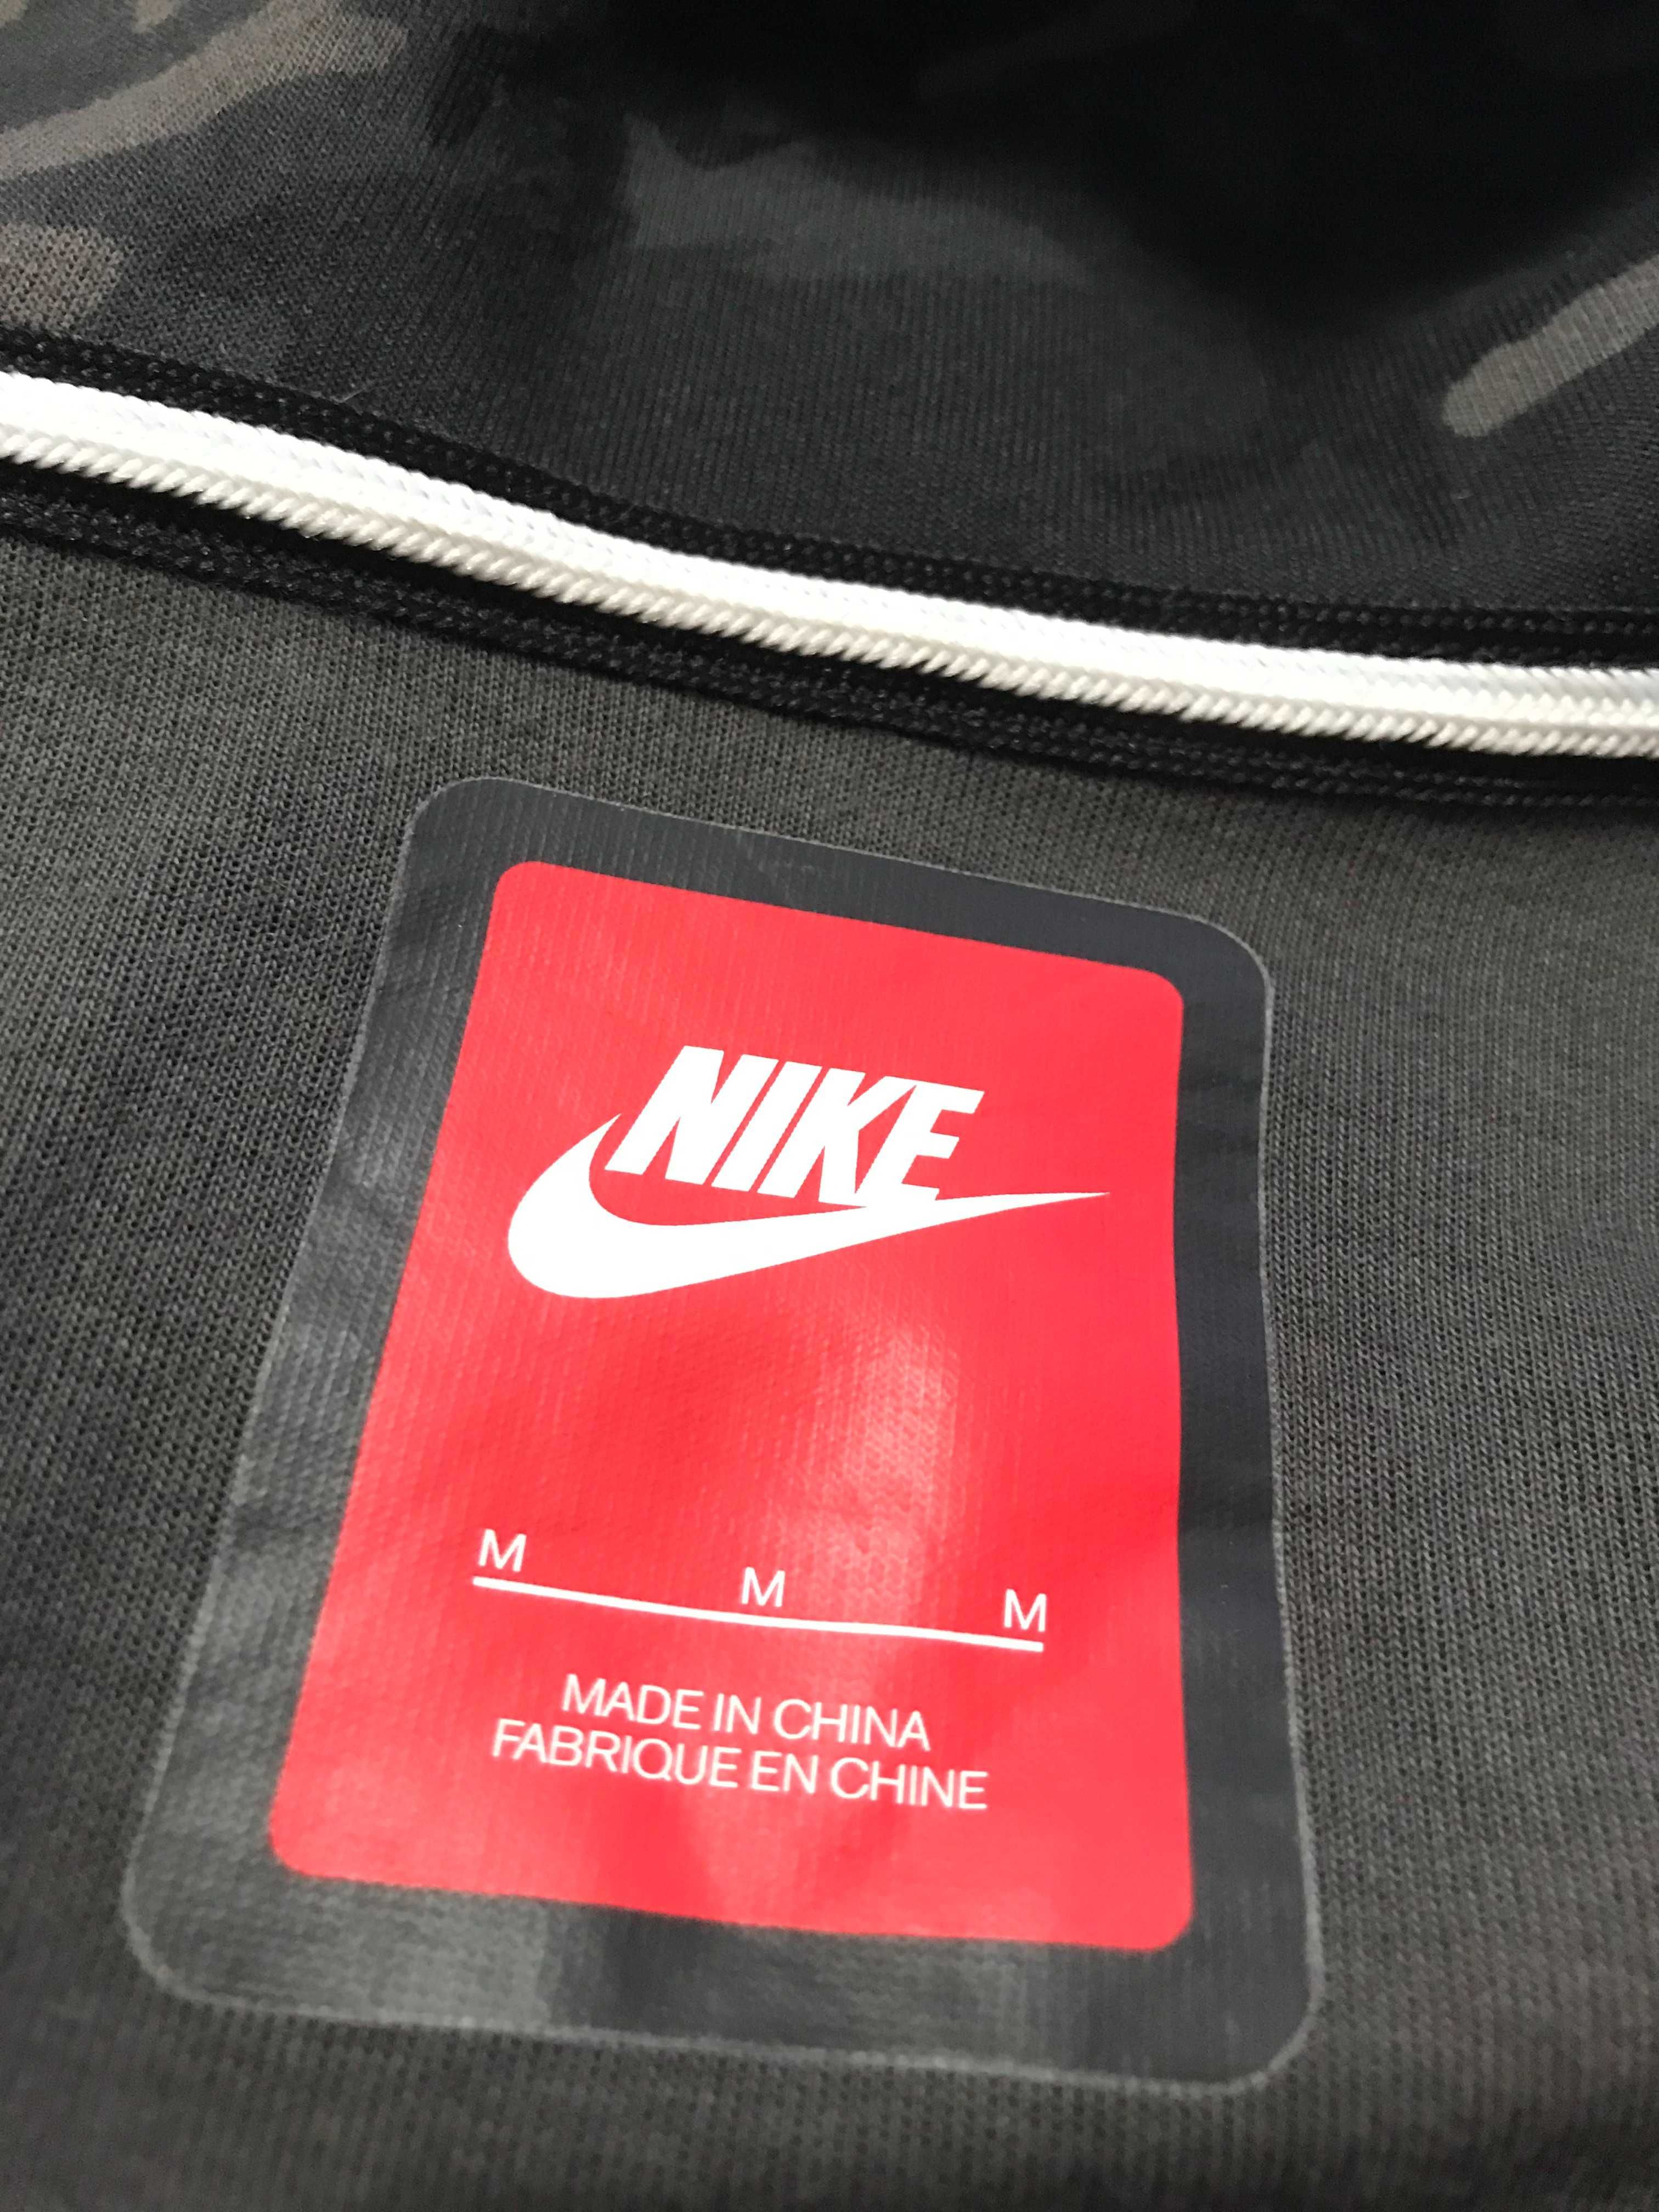 NIKE
M M M
MADE IN CHINA
FABRIQUE EN CHINE